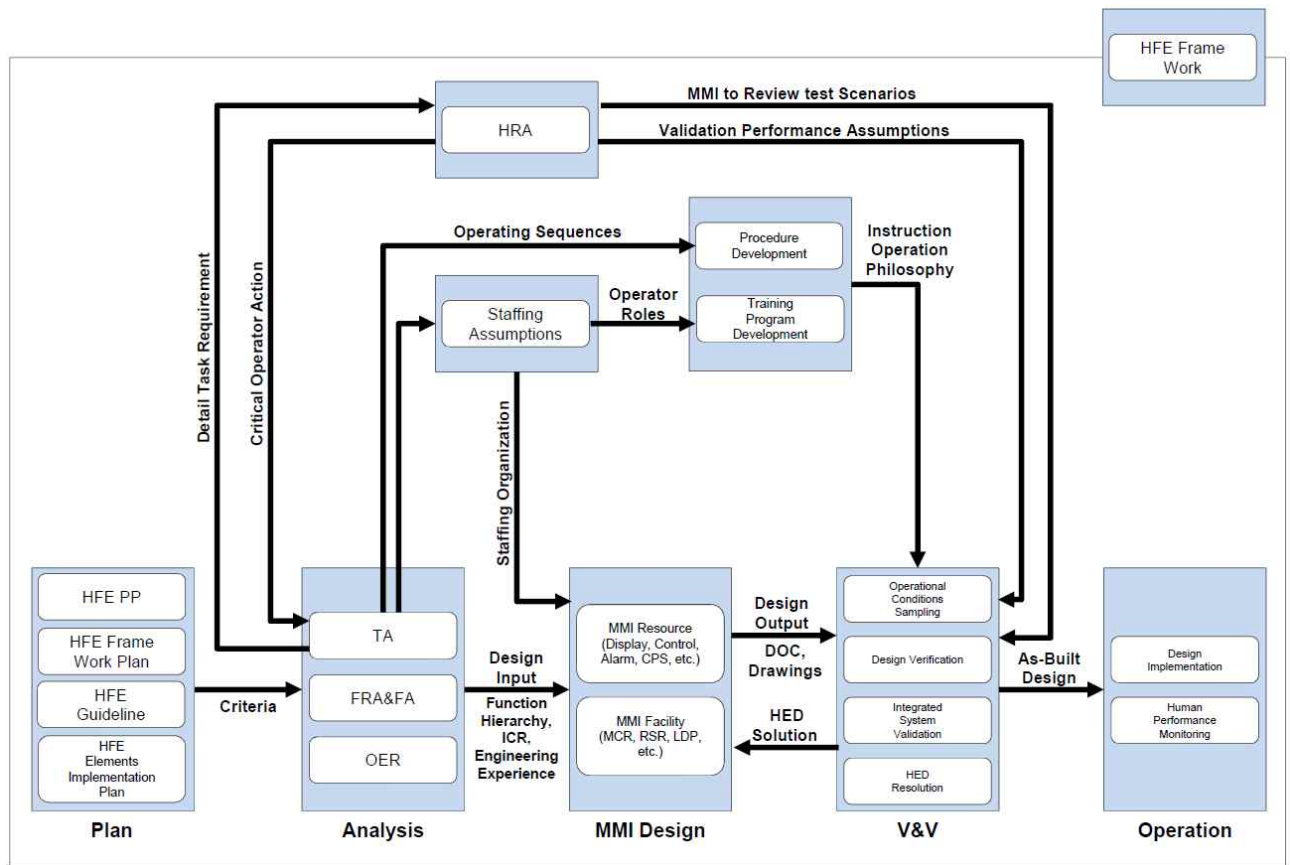 HFE Frame
Work
MMI to Review test Scenarios
HRA
Validation Performance Assumptions
Detail Task Requirement
Critical Operator Action
Operating Sequences
Procedure
Development
Instruction
Operation
Philosophy
Staffing
Assumptions
Operator
Roles
Training
Program
Development
Staffing Organization
HFE PP
HFE Frame
Work Plan
HFE
Guideline
HFE
Elements
Implementation
Plan
Criteria
TA
FRA&FA
OER
Design
Input
Function
Hierarchy,
ICR,
Engineering
Experience
MMI Resource
(Display, Control,
Alarm, CPS, etc.)
MMI Facility
(MCR, RSR, LDP,
etc.)
Design
Output
DOC,
Drawings
HED
Solution
Operational
Conditions
Sampling
Design Verification
Integrated
System
Validation
HED
Resolution
As-Built
Design
Design
Implementation
Human
Performance
Monitoring
Plan
Analysis
MMI Design
V&V
Operation